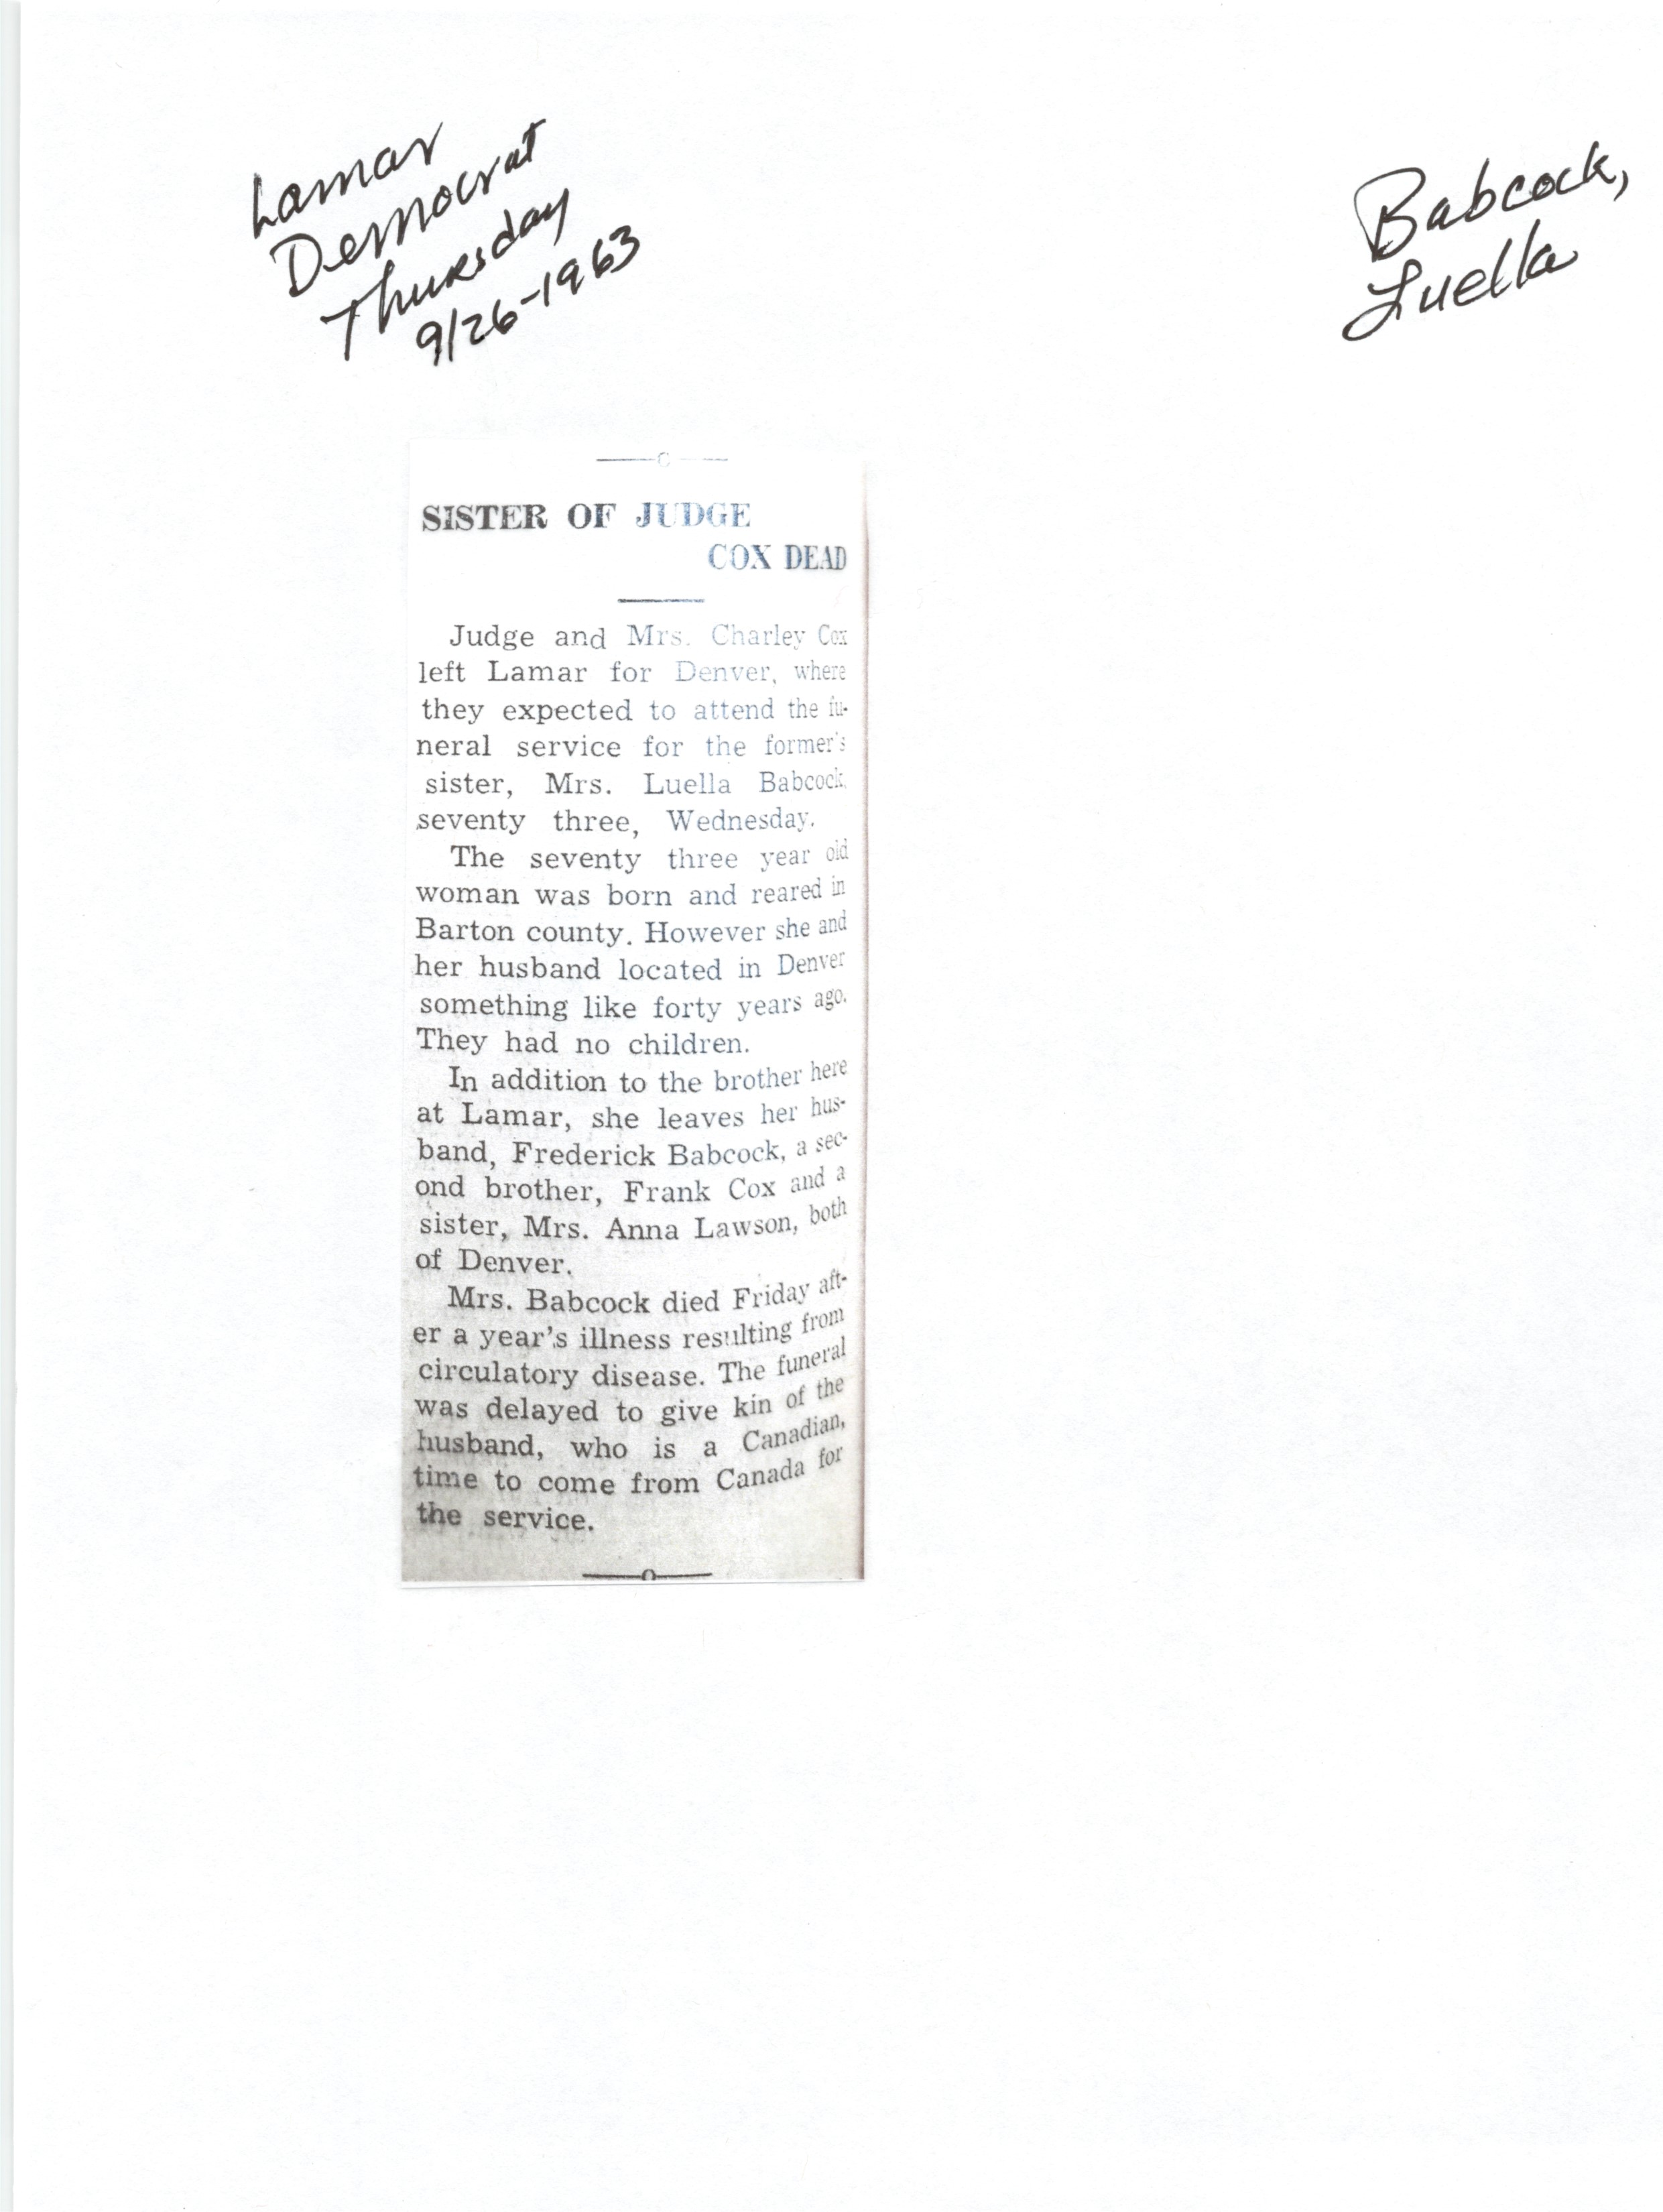 Lamar
Democrat
Thursday
9/26-1963
Babcock,
Luella
SISTER OF JUDGE
COX DEAD
Judge and Mrs. Charley Cox
left Lamar for Denver, where
they expected to attend the fu-
neral service for the former's
sister, Mrs. Luella Babcock,
seventy three, Wednesday.
The seventy three year old
woman was born and reared in
Barton county. However she and
her husband located in Denver
something like forty years ago.
They had no children.
In addition to the brother here
at Lamar, she leaves her hus-
band, Frederick Babcock, a sec-
ond brother, Frank Cox and a
sister, Mrs. Anna Lawson, both
of Denver.
Mrs. Babcock died Friday aft-
er a year's illness resulting from
circulatory disease. The funeral
was delayed to give kin of the
husband, who is a Canadian,
time to come from Canada for
the service.